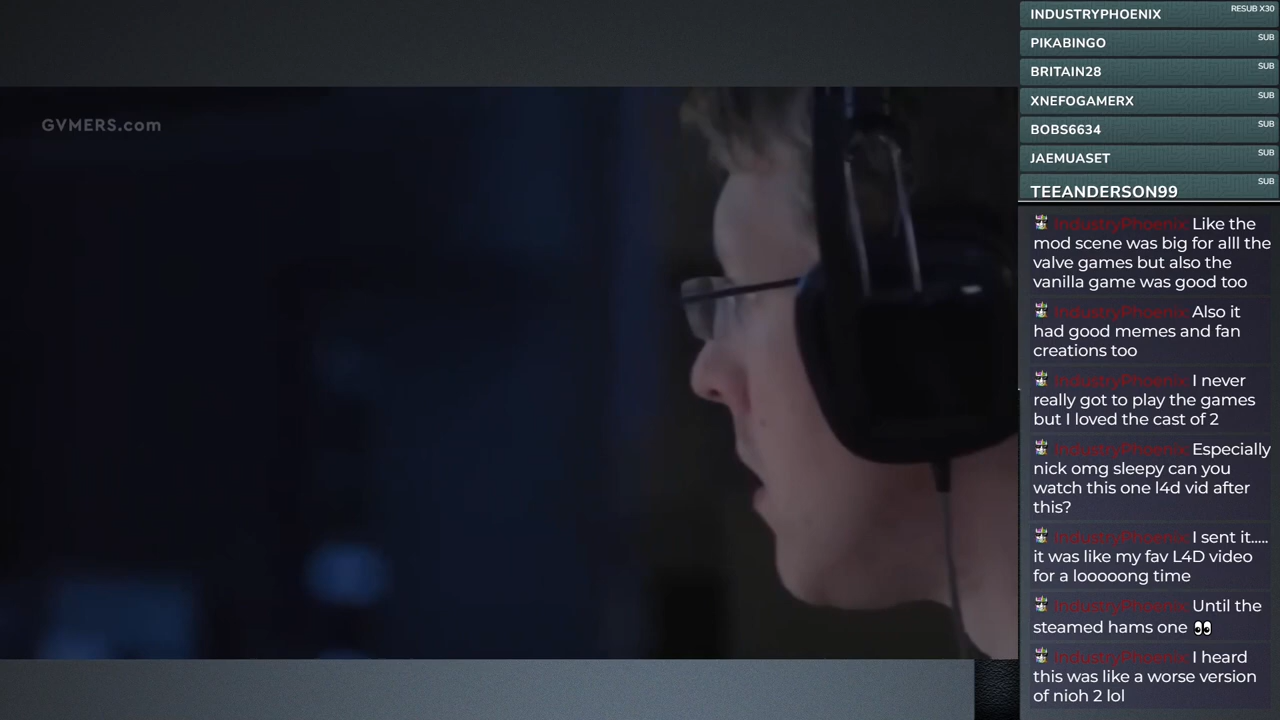 GVMERS.com
INDUSTRYPHOENIX RESUB X30
PIKABINGO SUB
BRITAIN28 SUB
XNEFOGAMERX SUB
BOBS6634 SUB
JAEMUASET SUB
TEEANDERSON99 SUB
IndustryPhoenix: Like the
mod scene was big for alll the
valve games but also the
vanilla game was good too
IndustryPhoenix: Also it
had good memes and fan
creations too
IndustryPhoenix: I never
really got to play the games
but I loved the cast of 2
IndustryPhoenix: Especially
nick omg sleepy can you
watch this one l4d vid after
this?
IndustryPhoenix: I sent it.....
it was like my fav L4D video
for a looooong time
IndustryPhoenix: Until the
steamed hams one 👀
IndustryPhoenix: I heard
this was like a worse version
of nioh 2 lol